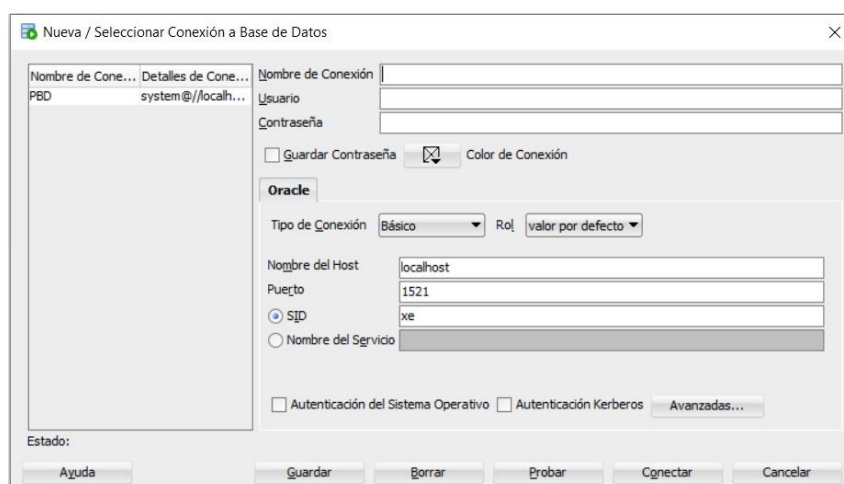 Nueva / Seleccionar Conexión a Base de Datos
Nombre de Cone... Detalles de Cone...
PBD system@//localh...
Nombre de Conexión
Usuario
Contraseña
Guardar Contraseña Color de Conexión
Oracle
Tipo de Conexión Básico Rol valor por defecto
Nombre del Host localhost
Puerto 1521
SID xe
Nombre del Servicio
Autenticación del Sistema Operativo Autenticación Kerberos Avanzadas...
Estado:
Ayuda Guardar Borrar Probar Conectar Cancelar